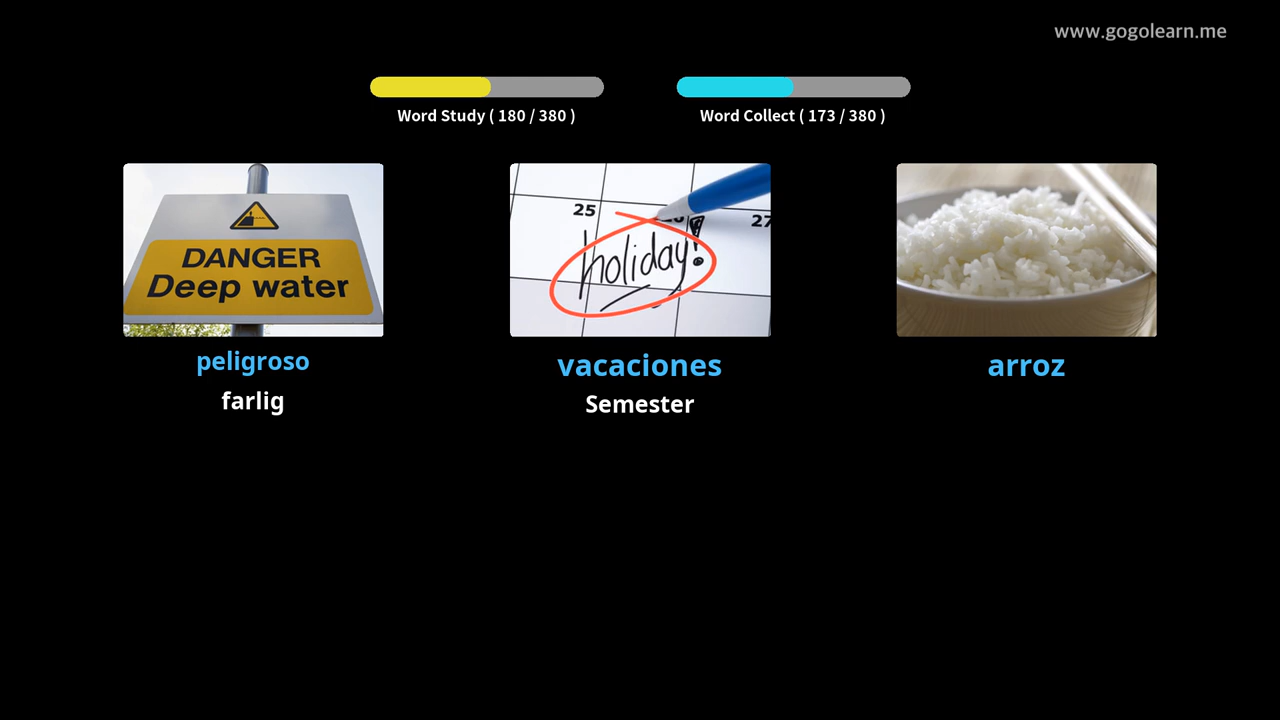 www.gogolearn.me
Word Study ( 180 / 380 )
Word Collect ( 173 / 380 )
DANGER
Deep water
25
27
holiday!
peligroso
vacaciones
arroz
farlig
Semester